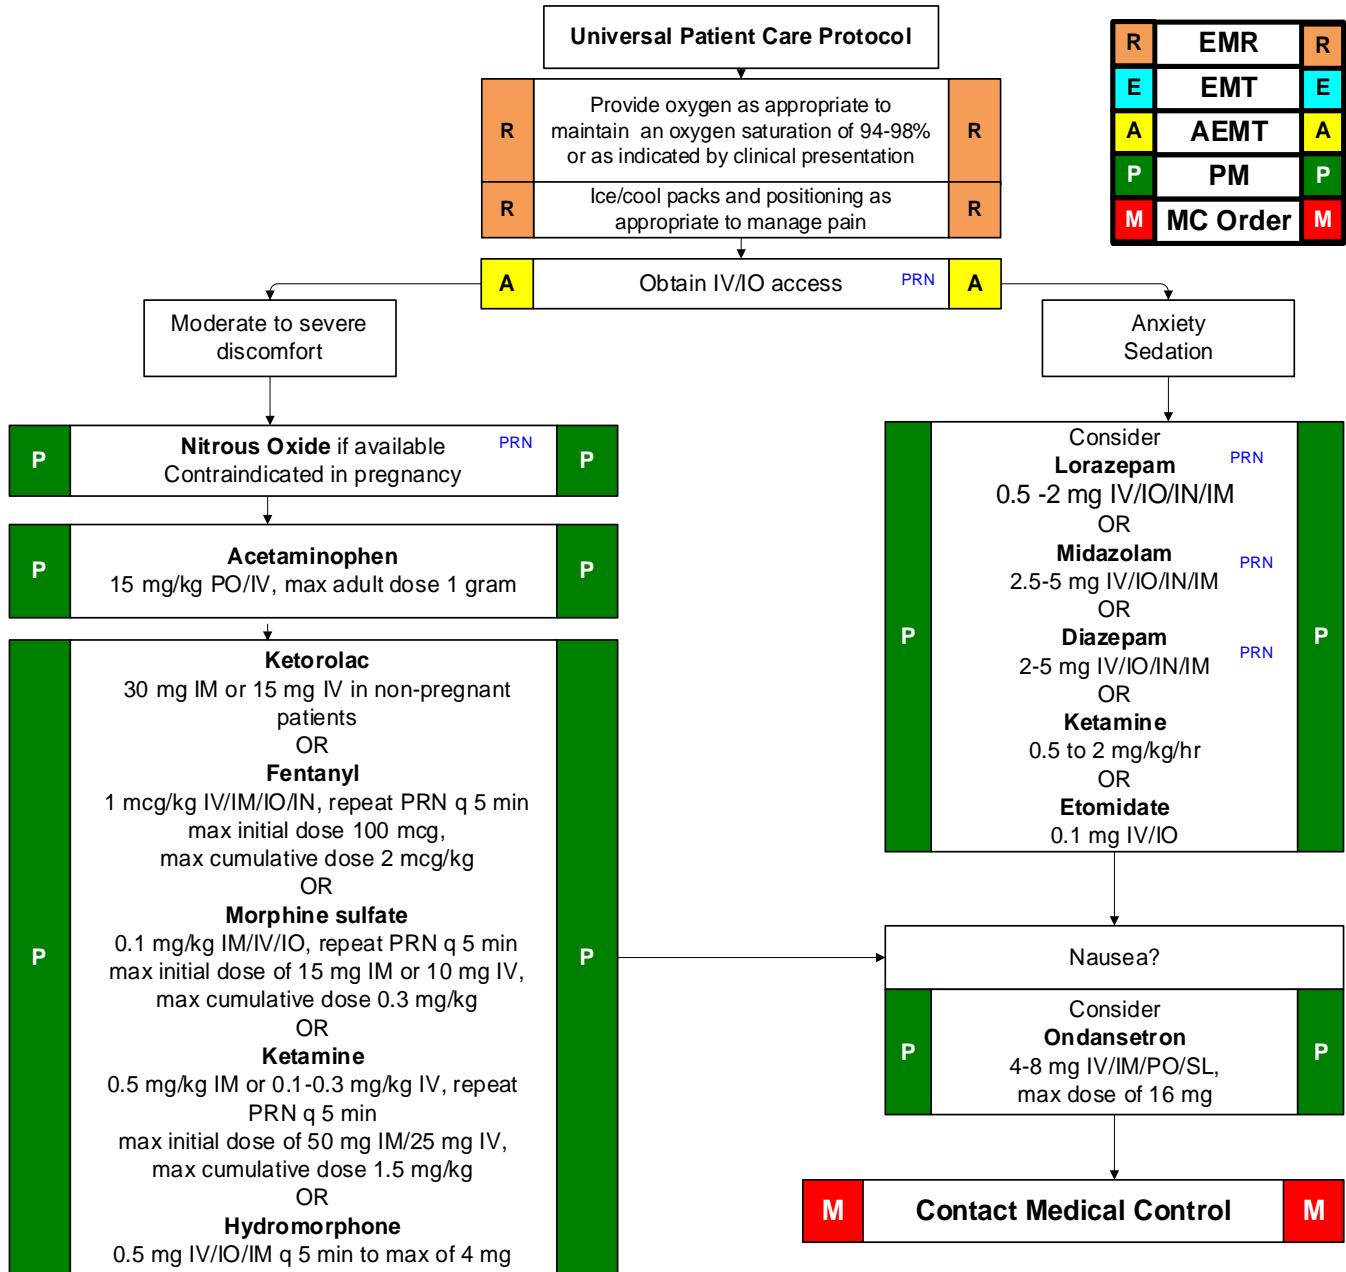 Universal Patient Care Protocol
R EMR R
E EMT E
A AEMT A
P PM P
M MC Order M
R
Provide oxygen as appropriate to
maintain an oxygen saturation of 94-98%
or as indicated by clinical presentation
R
R
Ice/cool packs and positioning as
appropriate to manage pain
R
A
Obtain IV/IO access PRN
A
Moderate to severe
discomfort
P
Nitrous Oxide if available PRN
Contraindicated in pregnancy
P
P
Acetaminophen
15 mg/kg PO/IV, max adult dose 1 gram
P
P
Ketorolac
30 mg IM or 15 mg IV in non-pregnant
patients
OR
Fentanyl
1 mcg/kg IV/IM/IO/IN, repeat PRN q 5 min
max initial dose 100 mcg,
max cumulative dose 2 mcg/kg
OR
Morphine sulfate
0.1 mg/kg IM/IV/IO, repeat PRN q 5 min
max initial dose of 15 mg IM or 10 mg IV,
max cumulative dose 0.3 mg/kg
OR
Ketamine
0.5 mg/kg IM or 0.1-0.3 mg/kg IV, repeat
PRN q 5 min
max initial dose of 50 mg IM/25 mg IV,
max cumulative dose 1.5 mg/kg
OR
Hydromorphone
0.5 mg IV/IO/IM q 5 min to max of 4 mg
P
Anxiety
Sedation
P
Consider
Lorazepam PRN
0.5 -2 mg IV/IO/IN/IM
OR
Midazolam PRN
2.5-5 mg IV/IO/IN/IM
OR
Diazepam PRN
2-5 mg IV/IO/IN/IM
OR
Ketamine
0.5 to 2 mg/kg/hr
OR
Etomidate
0.1 mg IV/IO
P
Nausea?
P
Consider
Ondansetron
4-8 mg IV/IM/PO/SL,
max dose of 16 mg
P
M
Contact Medical Control
M